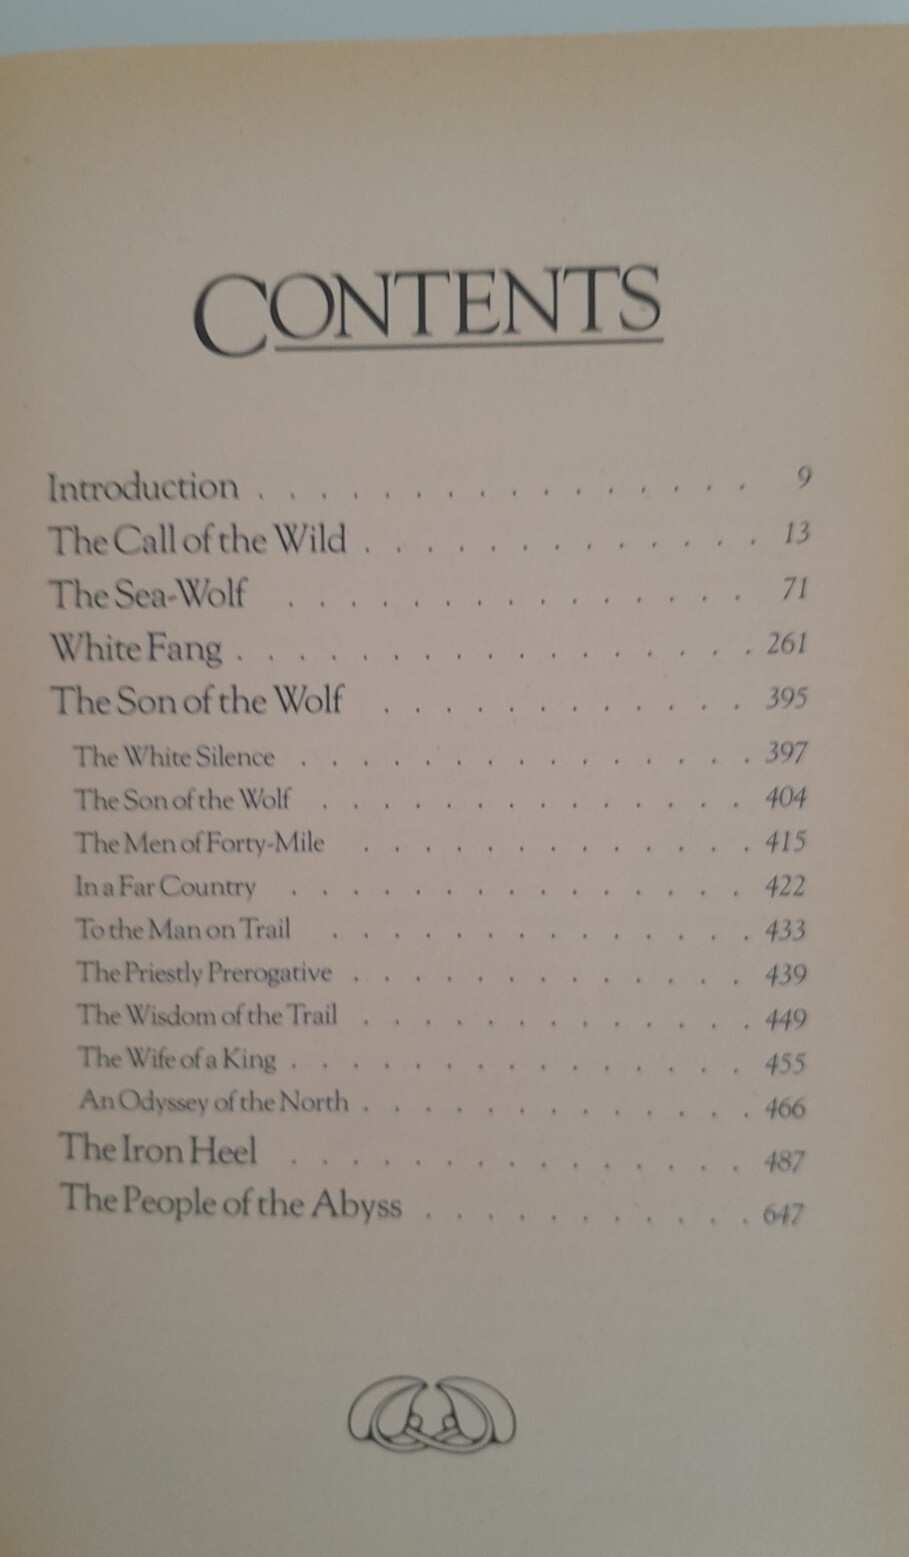 CONTENTS
Introduction . . . . . . . . . . . . . . . . 9
The Call of the Wild . . . . . . . . . . . . . 13
The Sea-Wolf . . . . . . . . . . . . . . . 71
White Fang . . . . . . . . . . . . . . . . . 261
The Son of the Wolf . . . . . . . . . . . . 395
The White Silence . . . . . . . . . . . . . . . 397
The Son of the Wolf . . . . . . . . . . . . . . 404
The Men of Forty-Mile . . . . . . . . . . . . . 415
In a Far Country . . . . . . . . . . . . . . . 422
To the Man on Trail . . . . . . . . . . . . . . 433
The Priestly Prerogative . . . . . . . . . . . . . 439
The Wisdom of the Trail . . . . . . . . . . . . . 449
The Wife of a King . . . . . . . . . . . . . . . 455
An Odyssey of the North . . . . . . . . . . . . . 466
The Iron Heel . . . . . . . . . . . . . . . 487
The People of the Abyss . . . . . . . . . . . 647